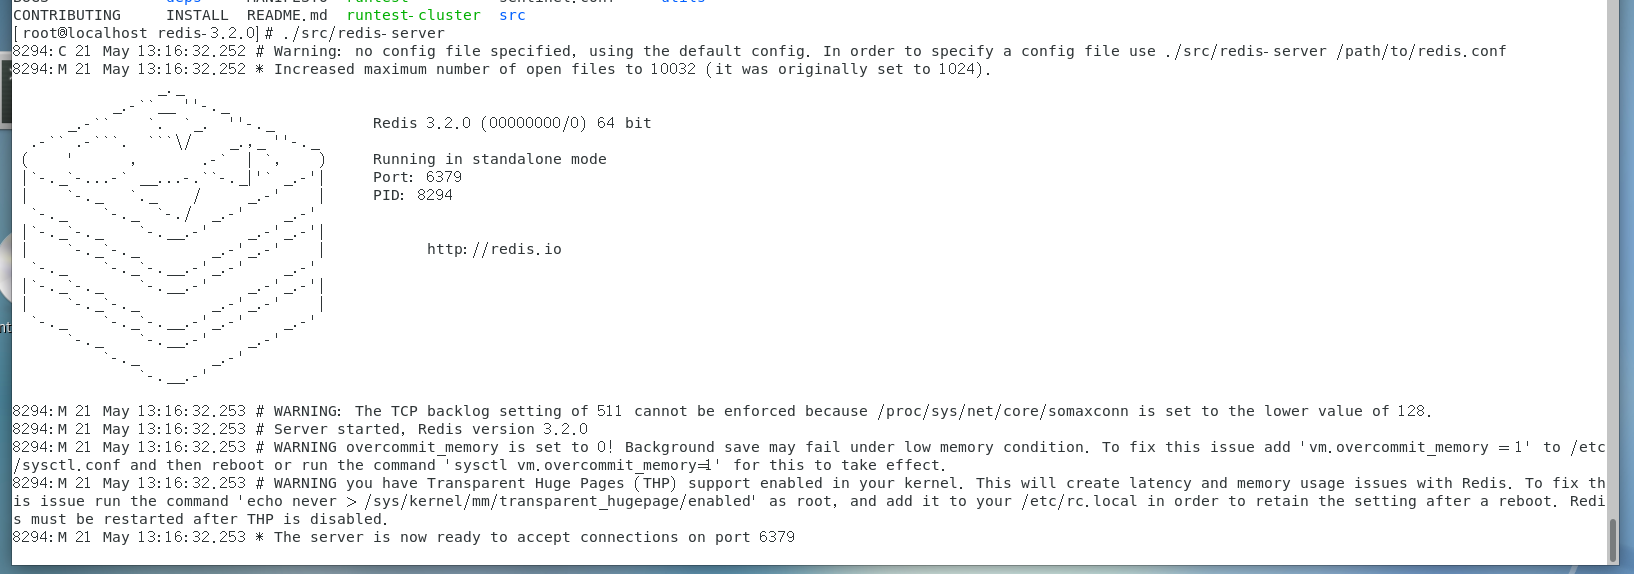 CONTRIBUTING     INSTALL  README.md  runtest-cluster  src
[root@localhost redis-3.2.0]# ./src/redis-server
8294:C 21 May 13:16:32.252 # Warning: no config file specified, using the default config. In order to specify a config file use ./src/redis-server /path/to/redis.conf
8294:M 21 May 13:16:32.252 * Increased maximum number of open files to 10032 (it was originally set to 1024).
Redis 3.2.0 (00000000/0) 64 bit
Running in standalone mode
Port: 6379
PID: 8294
http://redis.io
8294:M 21 May 13:16:32.253 # WARNING: The TCP backlog setting of 511 cannot be enforced because /proc/sys/net/core/somaxconn is set to the lower value of 128.
8294:M 21 May 13:16:32.253 # Server started, Redis version 3.2.0
8294:M 21 May 13:16:32.253 # WARNING overcommit_memory is set to 0! Background save may fail under low memory condition. To fix this issue add 'vm.overcommit_memory = 1' to /etc
/sysctl.conf and then reboot or run the command 'sysctl vm.overcommit_memory=1' for this to take effect.
8294:M 21 May 13:16:32.253 # WARNING you have Transparent Huge Pages (THP) support enabled in your kernel. This will create latency and memory usage issues with Redis. To fix th
is issue run the command 'echo never > /sys/kernel/mm/transparent_hugepage/enabled' as root, and add it to your /etc/rc.local in order to retain the setting after a reboot. Redi
s must be restarted after THP is disabled.
8294:M 21 May 13:16:32.253 * The server is now ready to accept connections on port 6379